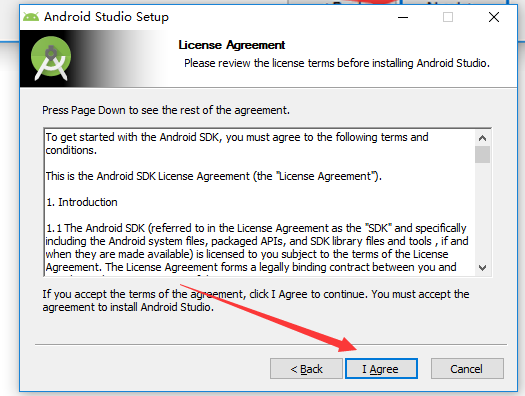 Android Studio Setup
License Agreement
Please review the license terms before installing Android Studio.
Press Page Down to see the rest of the agreement.
To get started with the Android SDK, you must agree to the following terms and
conditions.
This is the Android SDK License Agreement (the "License Agreement").
1. Introduction
1.1 The Android SDK (referred to in the License Agreement as the "SDK" and specifically
including the Android system files, packaged APIs, and SDK library files and tools , if and
when they are made available) is licensed to you subject to the terms of the License
Agreement. The License Agreement forms a legally binding contract between you and
If you accept the terms of the agreement, click I Agree to continue. You must accept the
agreement to install Android Studio.
< Back
I Agree
Cancel